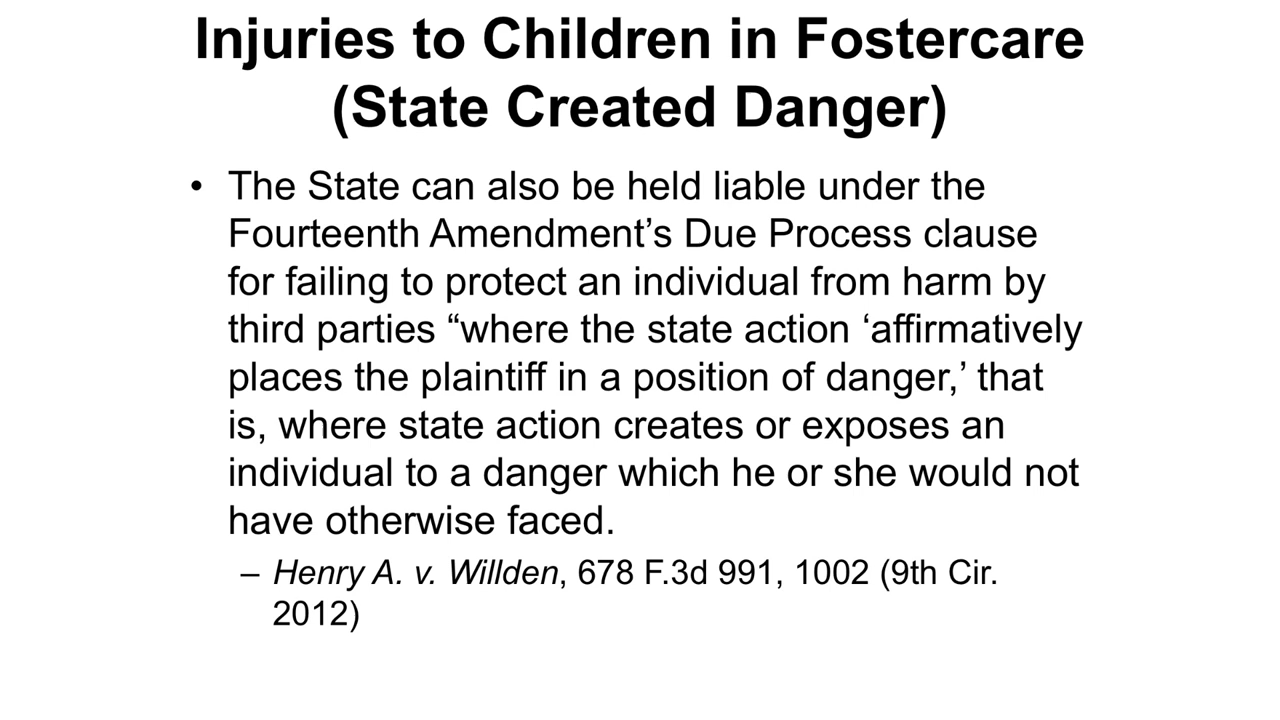 Injuries to Children in Fostercare
(State Created Danger)
• The State can also be held liable under the
Fourteenth Amendment’s Due Process clause
for failing to protect an individual from harm by
third parties “where the state action ‘affirmatively
places the plaintiff in a position of danger,’ that
is, where state action creates or exposes an
individual to a danger which he or she would not
have otherwise faced.
– Henry A. v. Willden, 678 F.3d 991, 1002 (9th Cir.
2012)